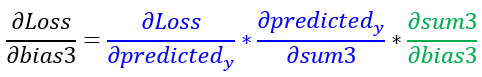 ∂Loss/∂bias3 = ∂Loss/∂predicted_y * ∂predicted_y/∂sum3 * ∂sum3/∂bias3